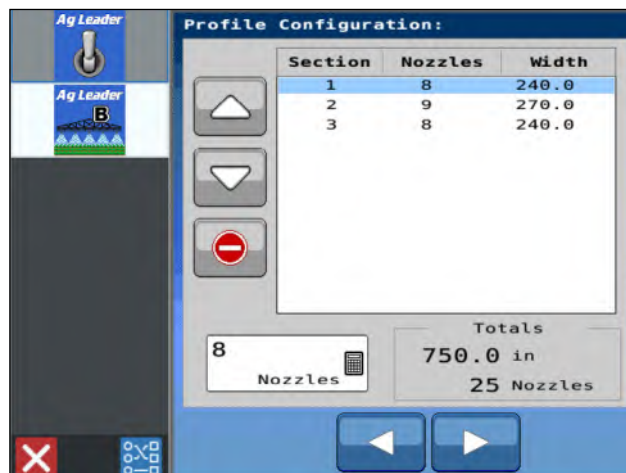 Ag Leader
Ag Leader
B
Profile Configuration:
Section Nozzles Width
1 8 240.0
2 9 270.0
3 8 240.0
8
Nozzles
Totals
750.0 in
25 Nozzles